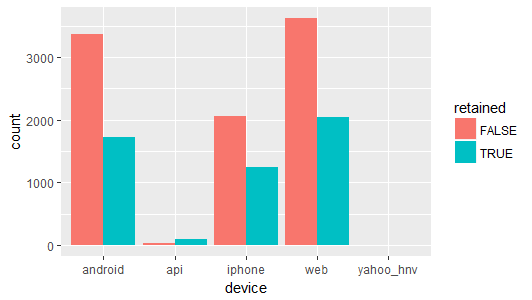 3000
2000
1000
0
count
android api iphone web yahoo_hnv
device
retained
FALSE
TRUE